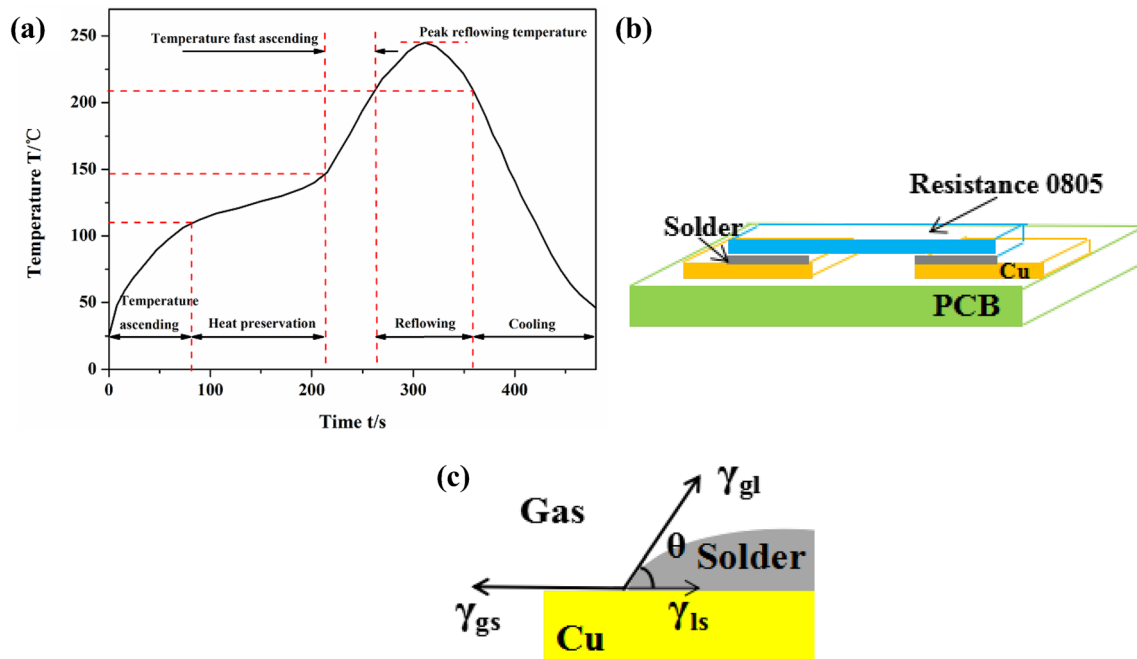 (a)
Temperature fast ascending
Peak reflowing temperature
250
200
150
100
50
0
Temperature T/℃
Temperature
ascending
Heat preservation
Reflowing
Cooling
0
100
200
300
400
Time t/s
(b)
Resistance 0805
Solder
Cu
PCB
(c)
γgl
Gas
θ
Solder
γgs
γls
Cu